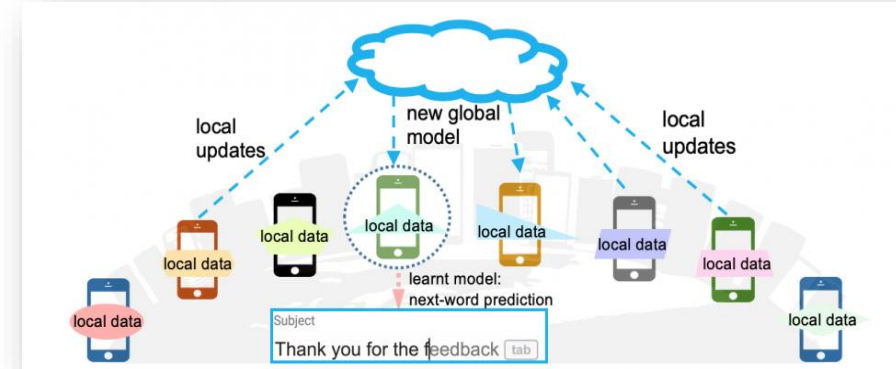 local
updates
new global
model
local
updates
local data
local data
local data
local data
local data
local data
local data
local data
learnt model:
next-word prediction
Subject
Thank you for the feedback tab